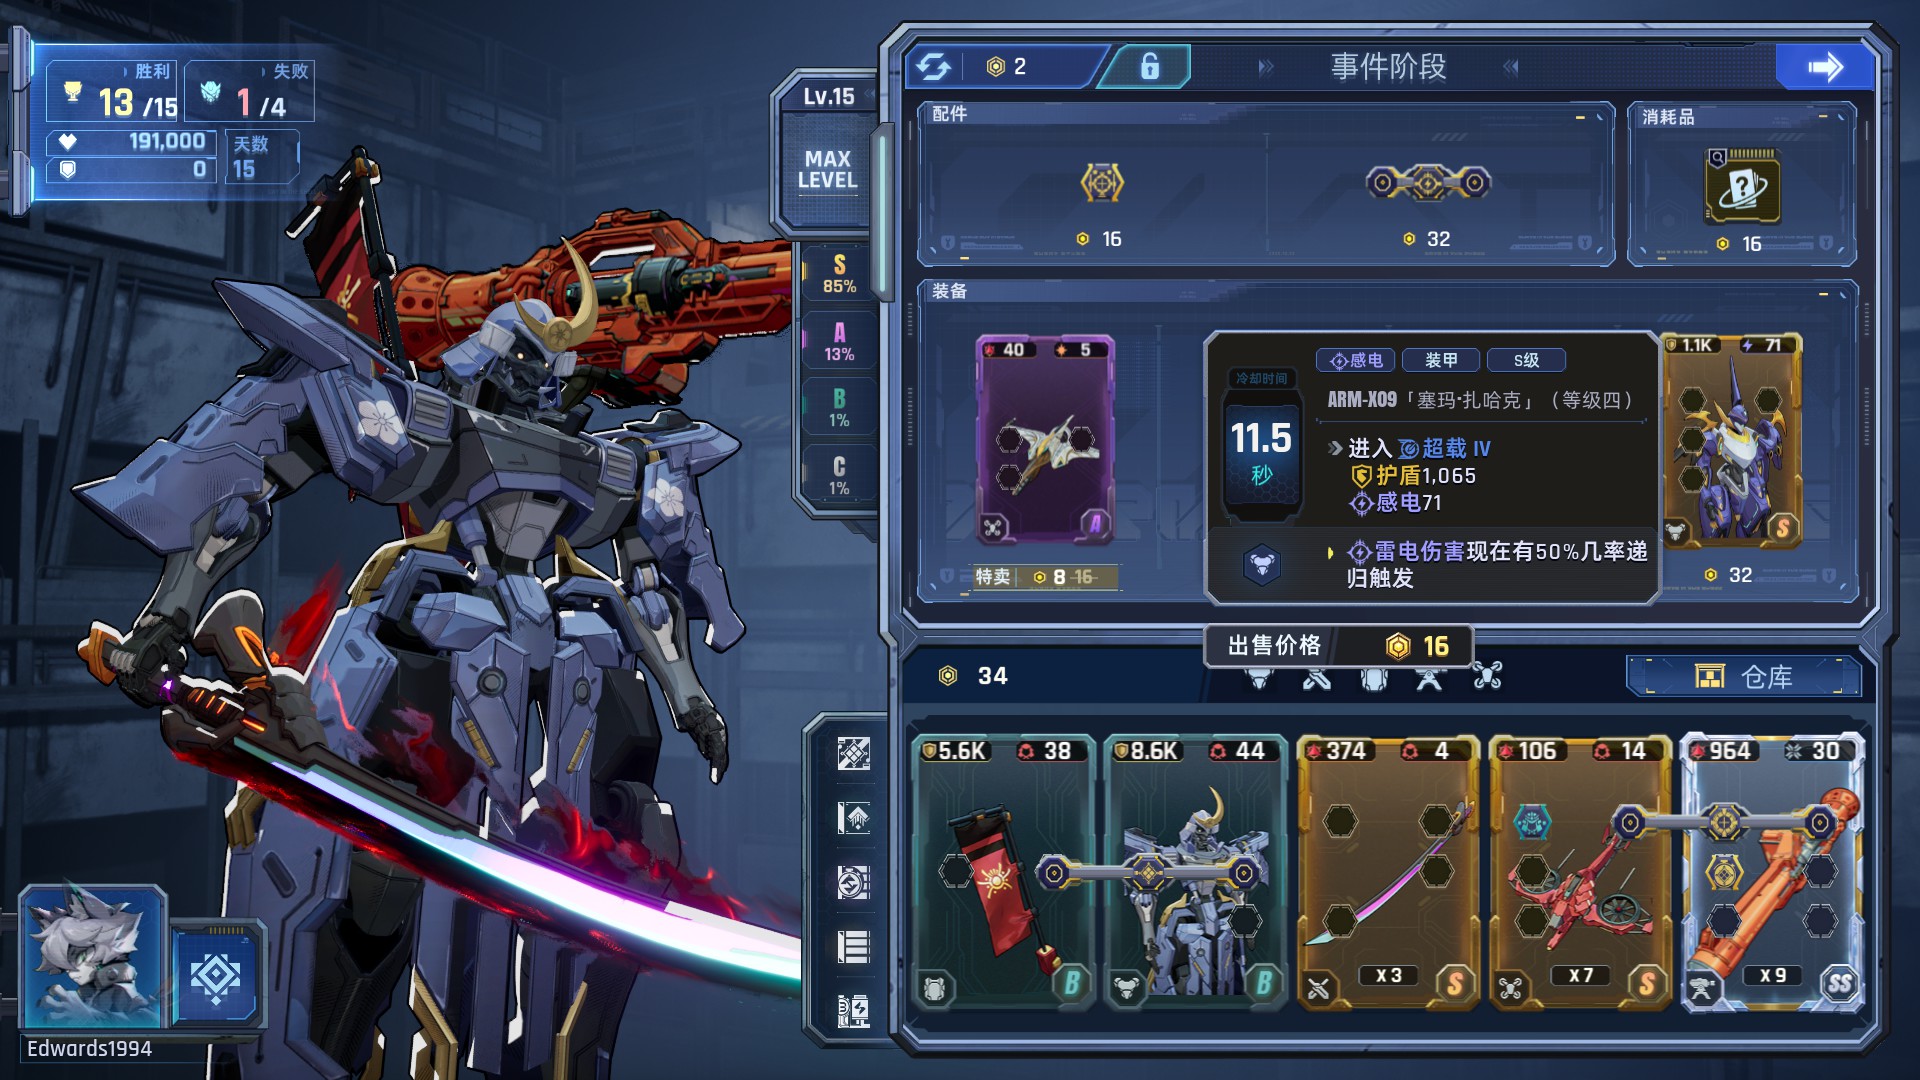 胜利
13 /15
失败
1 /4
191,000
0
天数
15
Lv.15
MAX
LEVEL
S
85%
A
13%
B
1%
C
1%
Edwards1994
2
事件阶段
配件
16
32
消耗品
?
16
装备
40
5
A
特卖
8 16
冷却时间
11.5
秒
感电
装甲
S级
ARM-X09「塞玛·扎哈克」（等级四）
进入 超载 IV
护盾1,065
感电71
雷电伤害现在有50%几率递
归触发
1.1K
71
S
32
出售价格
16
34
仓库
5.6K
38
B
8.6K
44
B
374
4
x3
S
106
14
x7
S
964
30
x9
SS